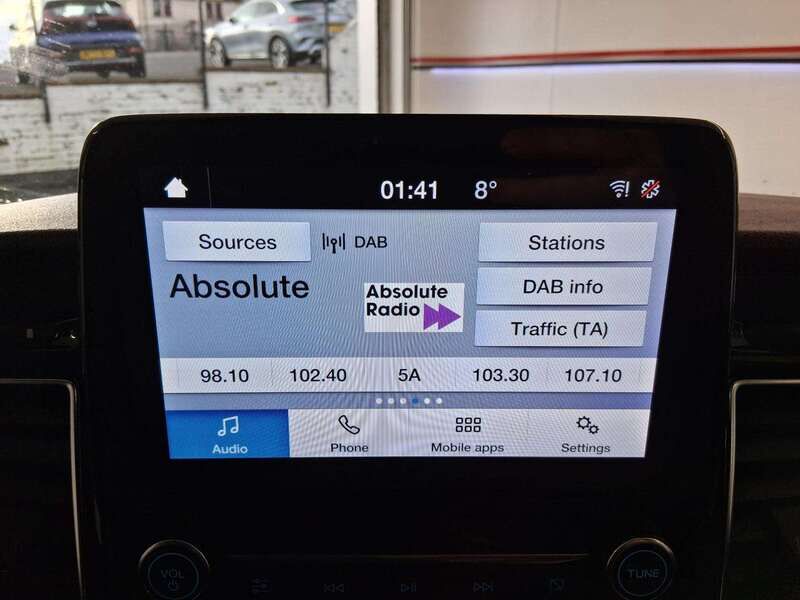 01:41 8°
Sources DAB Stations
Absolute
Absolute
Radio
DAB info
Traffic (TA)
98.10 102.40 5A 103.30 107.10
Audio Phone Mobile apps Settings
VOL TUNE